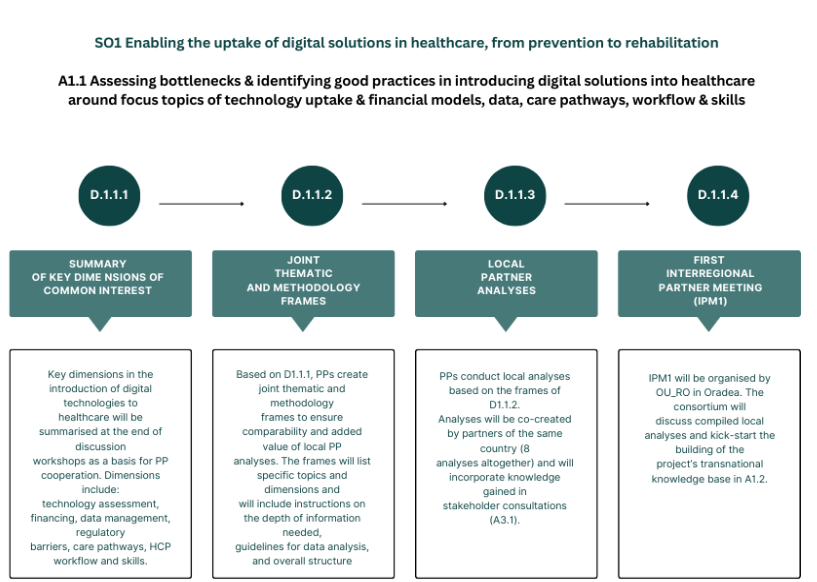 SO1 Enabling the uptake of digital solutions in healthcare, from prevention to rehabilitation
A1.1 Assessing bottlenecks & identifying good practices in introducing digital solutions into healthcare
around focus topics of technology uptake & financial models, data, care pathways, workflow & skills
D.1.1.1
D.1.1.2
D.1.1.3
D.1.1.4
SUMMARY
OF KEY DIME NSIONS OF
COMMON INTEREST
JOINT
THEMATIC
AND METHODOLOGY
FRAMES
LOCAL
PARTNER
ANALYSES
FIRST
INTERREGIONAL
PARTNER MEETING
(IPM1)
Key dimensions in the
introduction of digital
technologies to
healthcare will be
summarised at the end of
discussion
workshops as a basis for PP
cooperation. Dimensions
include:
technology assessment,
financing, data management,
regulatory
barriers, care pathways, HCP
workflow and skills.
Based on D1.1.1, PPs create
joint thematic and
methodology
frames to ensure
comparability and added
value of local PP
analyses. The frames will list
specific topics and
dimensions and
will include instructions on
the depth of information
needed,
guidelines for data analysis,
and overall structure
PPs conduct local analyses
based on the frames of
D1.1.2.
Analyses will be co-created
by partners of the same
country (8
analyses altogether) and will
incorporate knowledge
gained in
stakeholder consultations
(A3.1).
IPM1 will be organised by
OU_RO in Oradea. The
consortium will
discuss compiled local
analyses and kick-start the
building of the
project's transnational
knowledge base in A1.2.